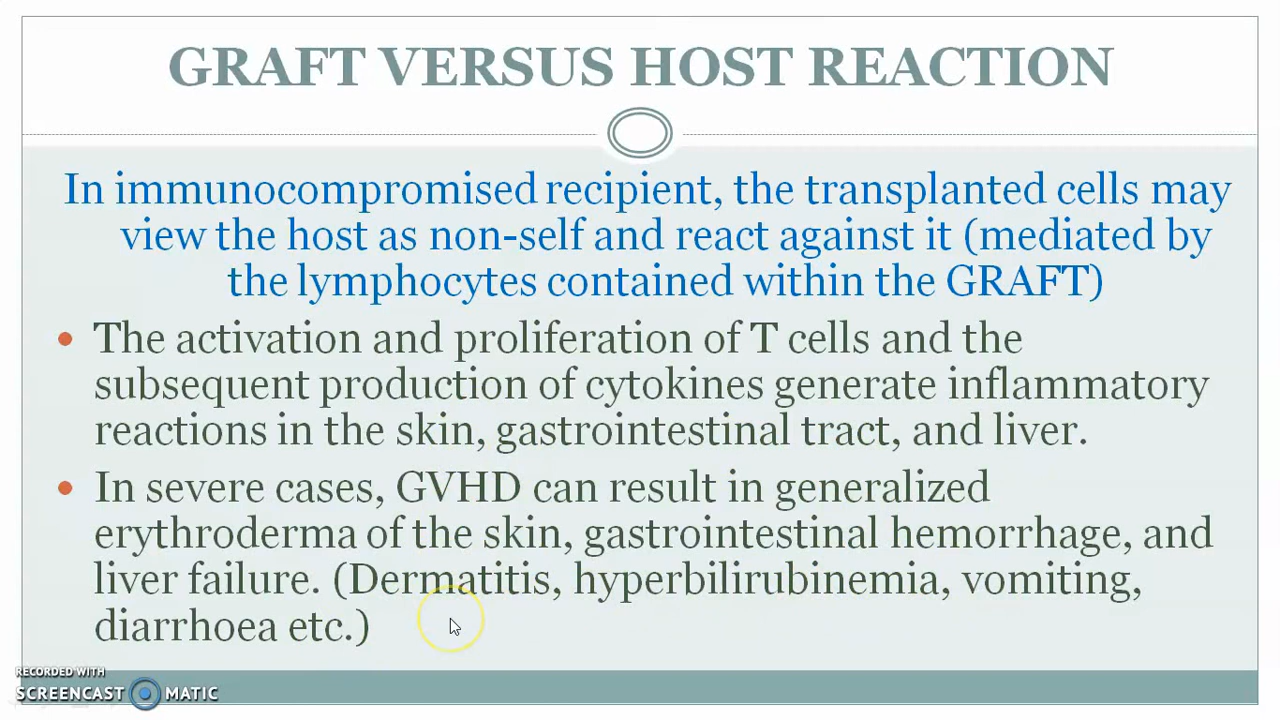 GRAFT VERSUS HOST REACTION
In immunocompromised recipient, the transplanted cells may
view the host as non-self and react against it (mediated by
the lymphocytes contained within the GRAFT)
• The activation and proliferation of T cells and the
subsequent production of cytokines generate inflammatory
reactions in the skin, gastrointestinal tract, and liver.
• In severe cases, GVHD can result in generalized
erythroderma of the skin, gastrointestinal hemorrhage, and
liver failure. (Dermatitis, hyperbilirubinemia, vomiting,
diarrhoea etc.)
RECORDED WITH
SCREENCAST MATIC